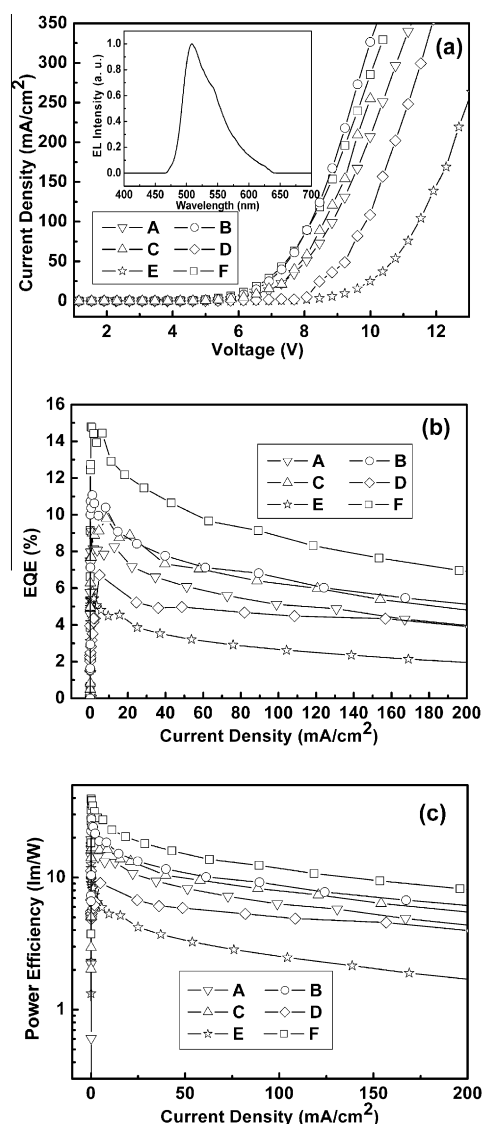 350
300
250
200
150
100
50
0
Current Density (mA/cm²)
(a)
1.0
0.8
0.6
0.4
0.2
0.0
EL Intensity (a. u.)
400 450 500 550 600 650 700
Wavelength (nm)
A B
C D
E F
2 4 6 8 10 12
Voltage (V)
16
14
12
10
8
6
4
2
0
EQE (%)
(b)
A B
C D
E F
0 20 40 60 80 100 120 140 160 180 200
Current Density (mA/cm²)
10
1
Power Efficiency (lm/W)
(c)
A B
C D
E F
0 50 100 150 200
Current Density (mA/cm²)